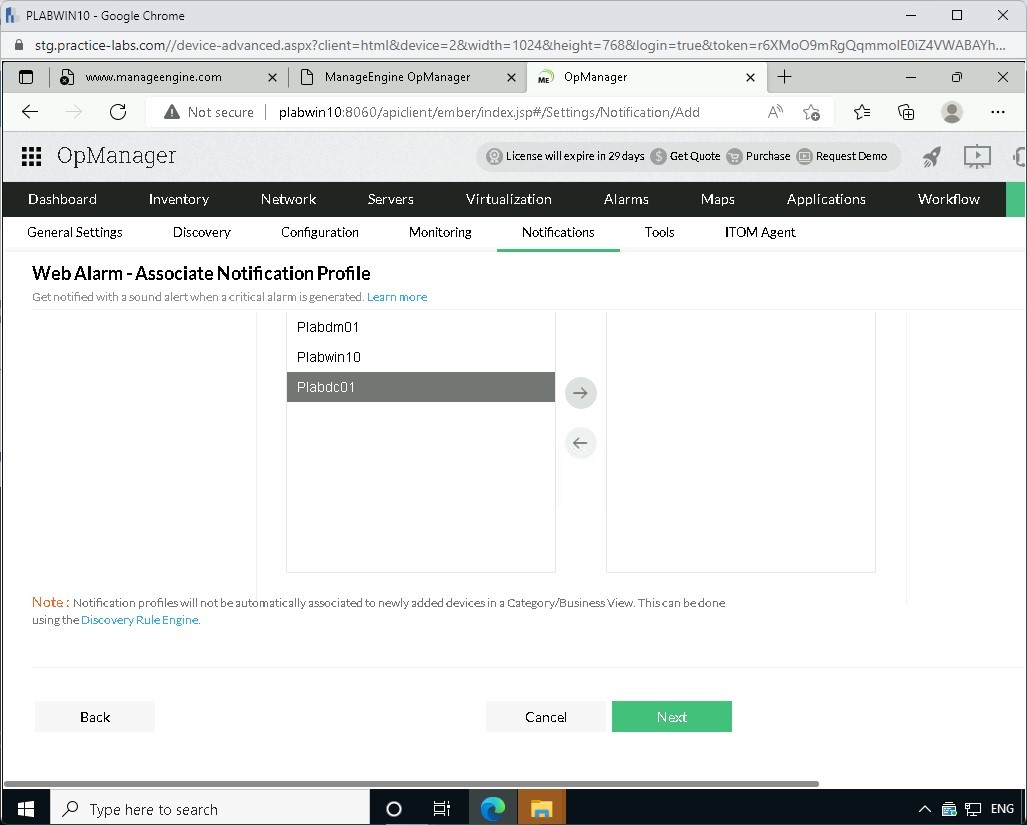 PLABWIN10 - Google Chrome
stg.practice-labs.com//device-advanced.aspx?client=html&device=2&width=1024&height=768&login=true&token=r6XMoO9mRgQqmmolE0iZ4VWABAYh...
www.manageengine.com
ManageEngine OpManager
ME OpManager
Not secure
plabwin10:8060/apiclient/ember/index.jsp#/Settings/Notification/Add
OpManager
License will expire in 29 days
$ Get Quote
Purchase
Request Demo
Dashboard Inventory Network Servers Virtualization Alarms Maps Applications Workflow
General Settings Discovery Configuration Monitoring Notifications Tools ITOM Agent
Web Alarm - Associate Notification Profile
Get notified with a sound alert when a critical alarm is generated. Learn more
Plabdm01
Plabwin10
Plabdc01
Note : Notification profiles will not be automatically associated to newly added devices in a Category/Business View. This can be done
using the Discovery Rule Engine.
Back Cancel Next
Type here to search
ENG